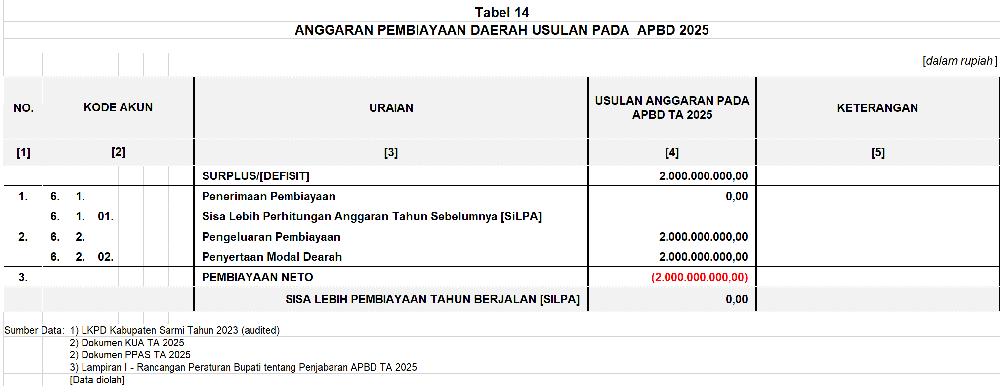 Tabel 14
ANGGARAN PEMBIAYAAN DAERAH USULAN PADA APBD 2025
[dalam rupiah]
NO. KODE AKUN URAIAN USULAN ANGGARAN PADA APBD TA 2025 KETERANGAN
[1] [2] [3] [4] [5]
SURPLUS/[DEFISIT] 2.000.000.000,00
1. 6. 1. Penerimaan Pembiayaan 0,00
6. 1. 01. Sisa Lebih Perhitungan Anggaran Tahun Sebelumnya [SiLPA]
2. 6. 2. Pengeluaran Pembiayaan 2.000.000.000,00
6. 2. 02. Penyertaan Modal Dearah 2.000.000.000,00
3. PEMBIAYAAN NETO (2.000.000.000,00)
SISA LEBIH PEMBIAYAAN TAHUN BERJALAN [SILPA] 0,00
Sumber Data: 1) LKPD Kabupaten Sarmi Tahun 2023 (audited)
2) Dokumen KUA TA 2025
2) Dokumen PPAS TA 2025
3) Lampiran I - Rancangan Peraturan Bupati tentang Penjabaran APBD TA 2025
[Data diolah]